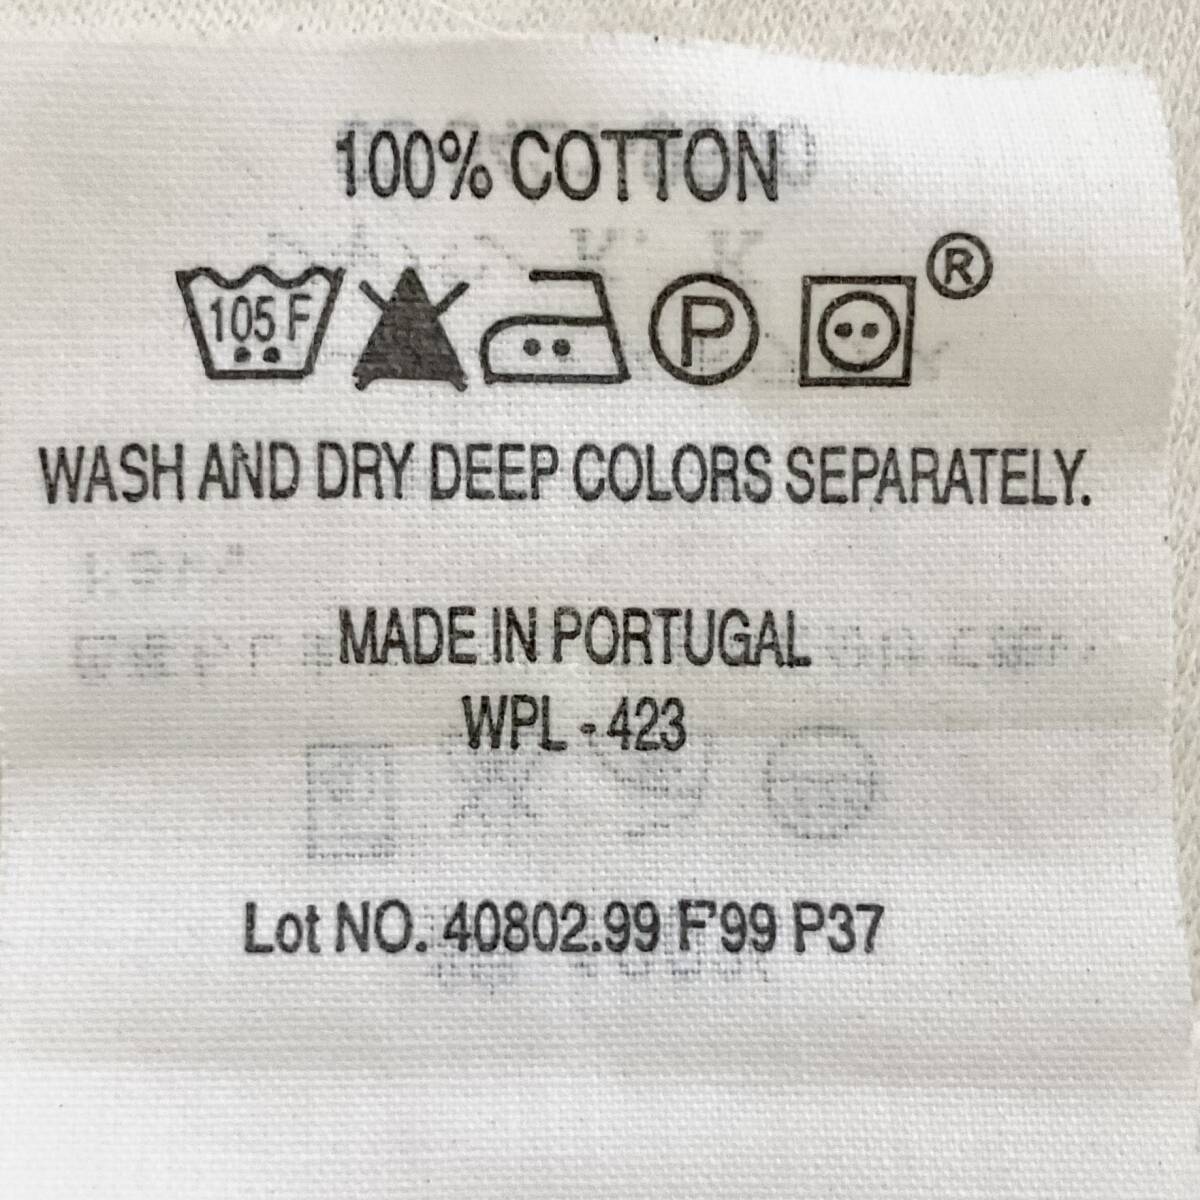 100% COTTON
105 F P ®
WASH AND DRY DEEP COLORS SEPARATELY.
MADE IN PORTUGAL
WPL - 423
Lot NO. 40802.99 F'99 P37